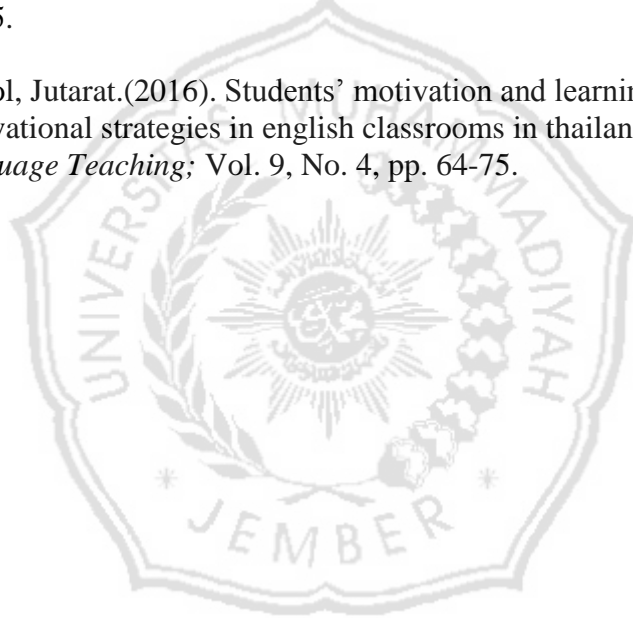 5.
ol, Jutarat.(2016). Students’ motivation and learnin
vational strategies in english classrooms in thailan
uage Teaching; Vol. 9, No. 4, pp. 64-75.
UNIVERSITAS MUHAMMADIYAH
JEMBER